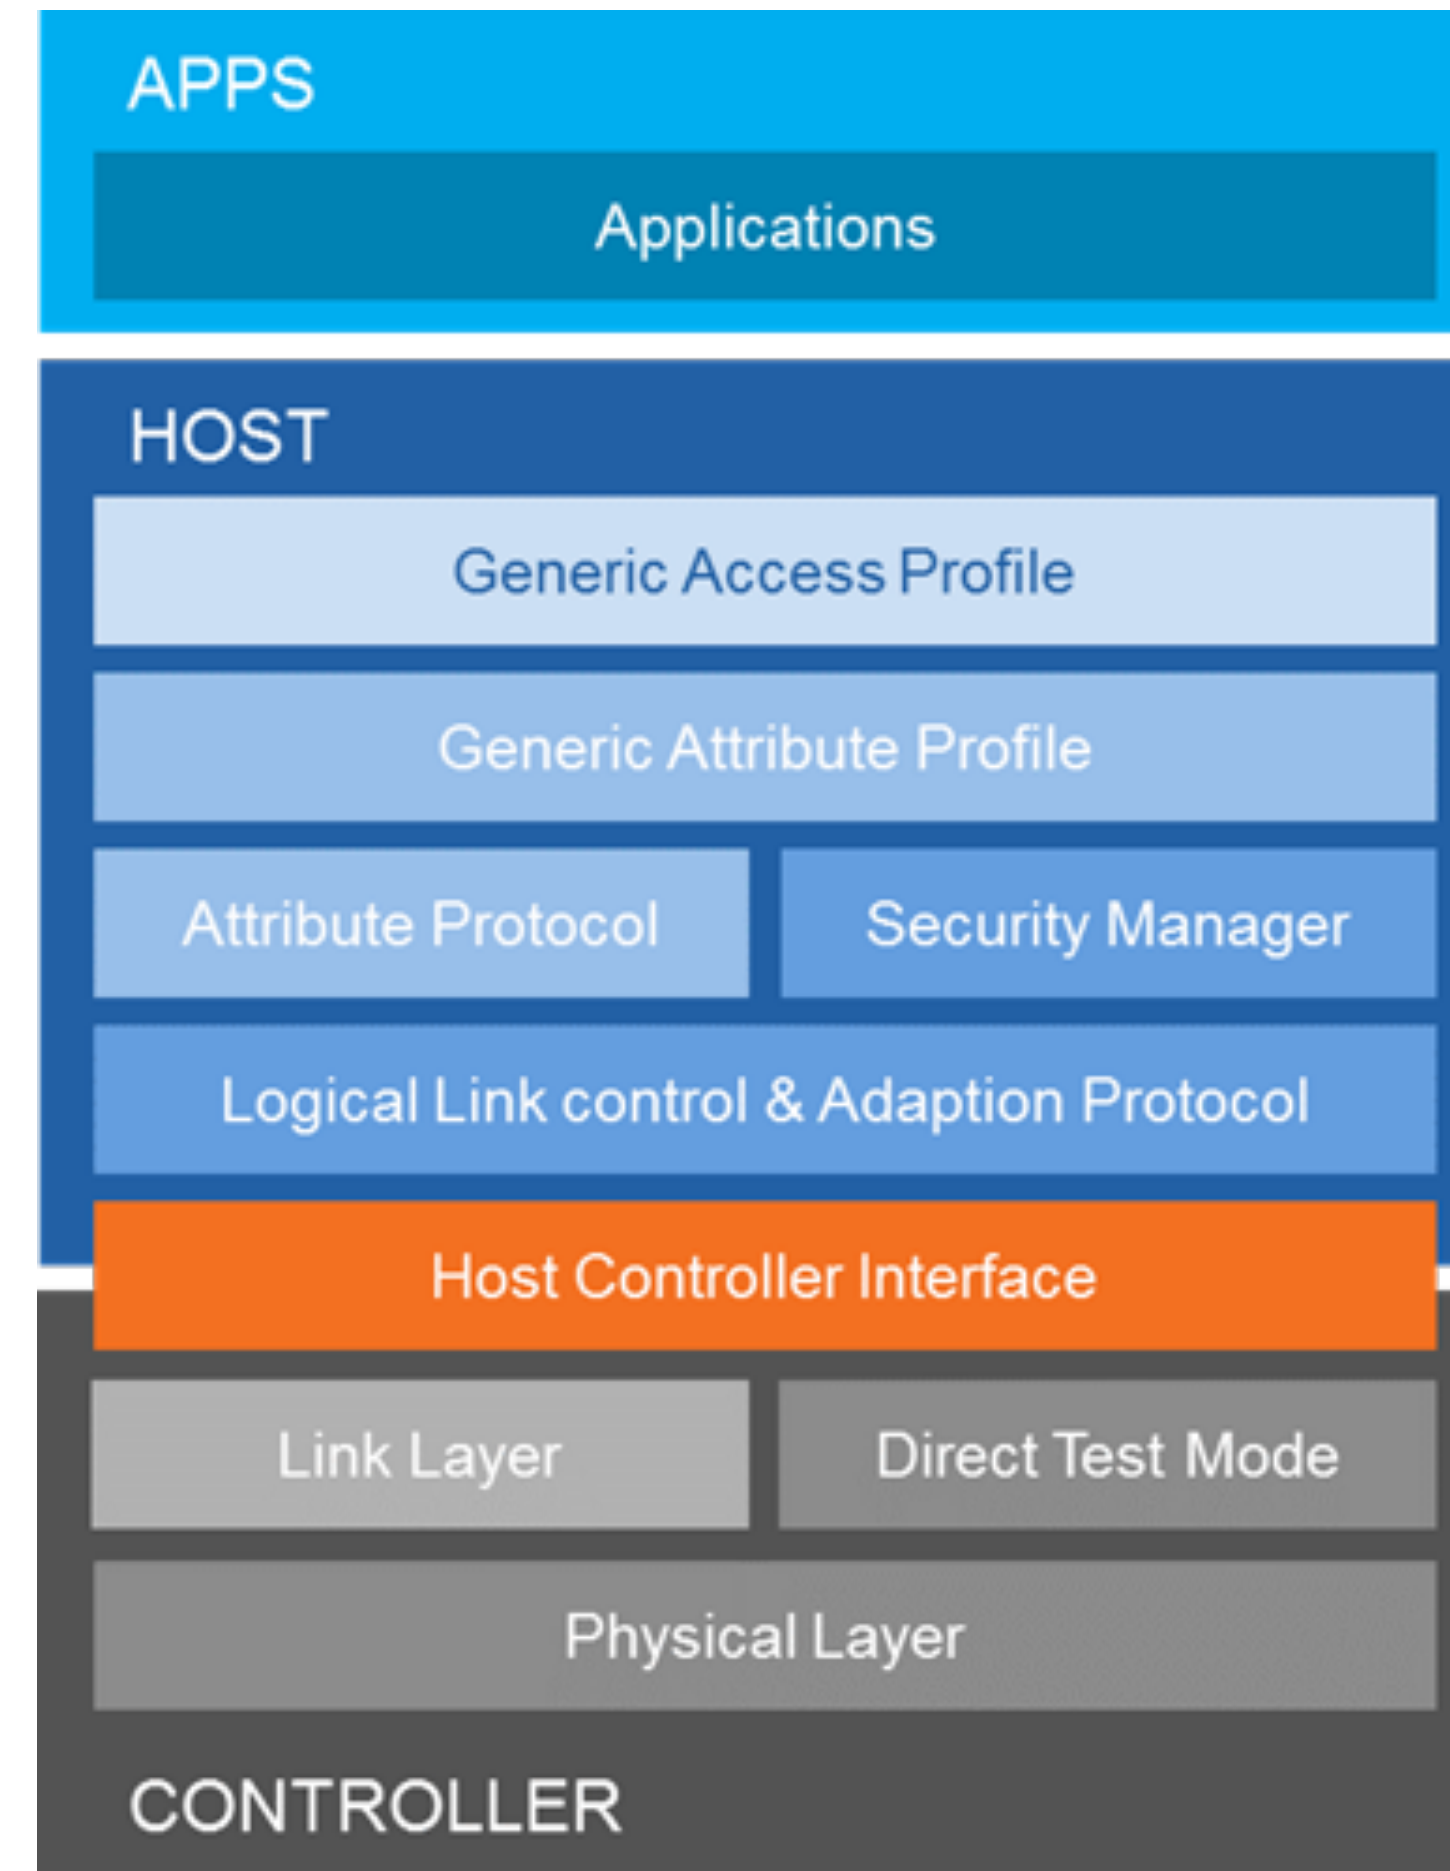 APPS
Applications
HOST
Generic Access Profile
Generic Attribute Profile
Attribute Protocol
Security Manager
Logical Link control & Adaption Protocol
Host Controller Interface
Link Layer
Direct Test Mode
Physical Layer
CONTROLLER